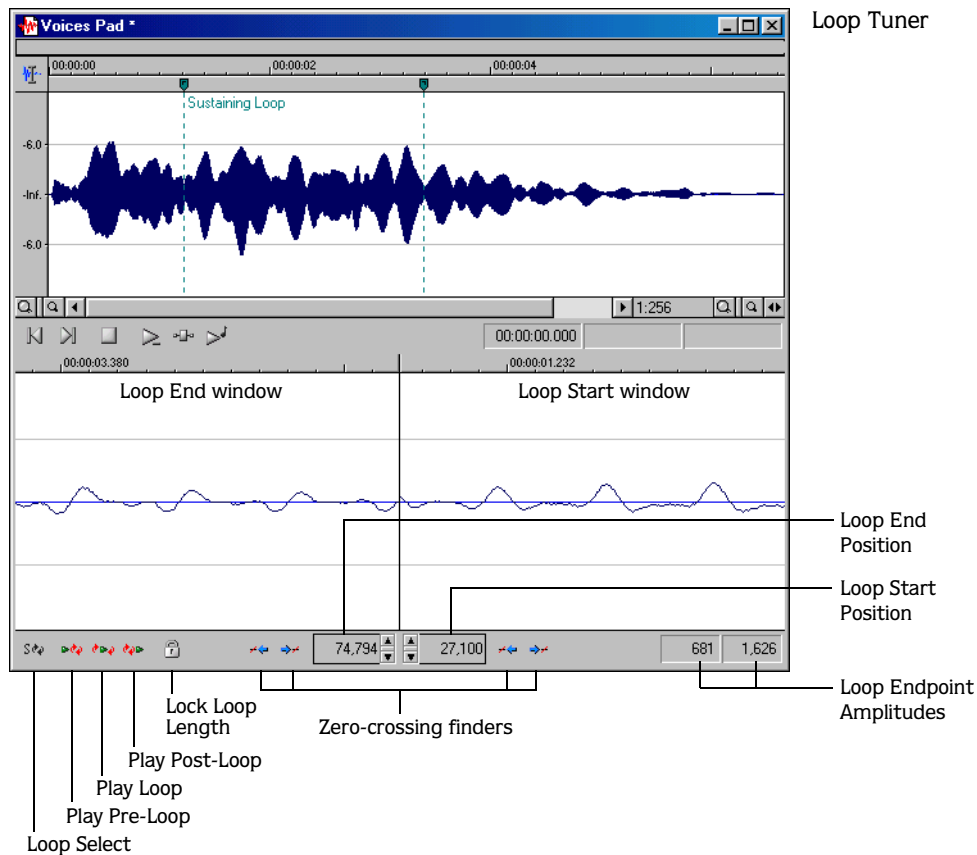 Loop Tuner
Voices Pad *
00:00:00 00:00:02 00:00:04
Sustaining Loop
-6.0
-Inf.
-6.0
1:256
00:00:00.000
00:00:03.380 00:00:01.232
Loop End window Loop Start window
Loop End
Position
Loop Start
Position
S 74,794 27,100 681 1,626
Loop Endpoint
Amplitudes
Lock Loop
Length
Zero-crossing finders
Play Post-Loop
Play Loop
Play Pre-Loop
Loop Select